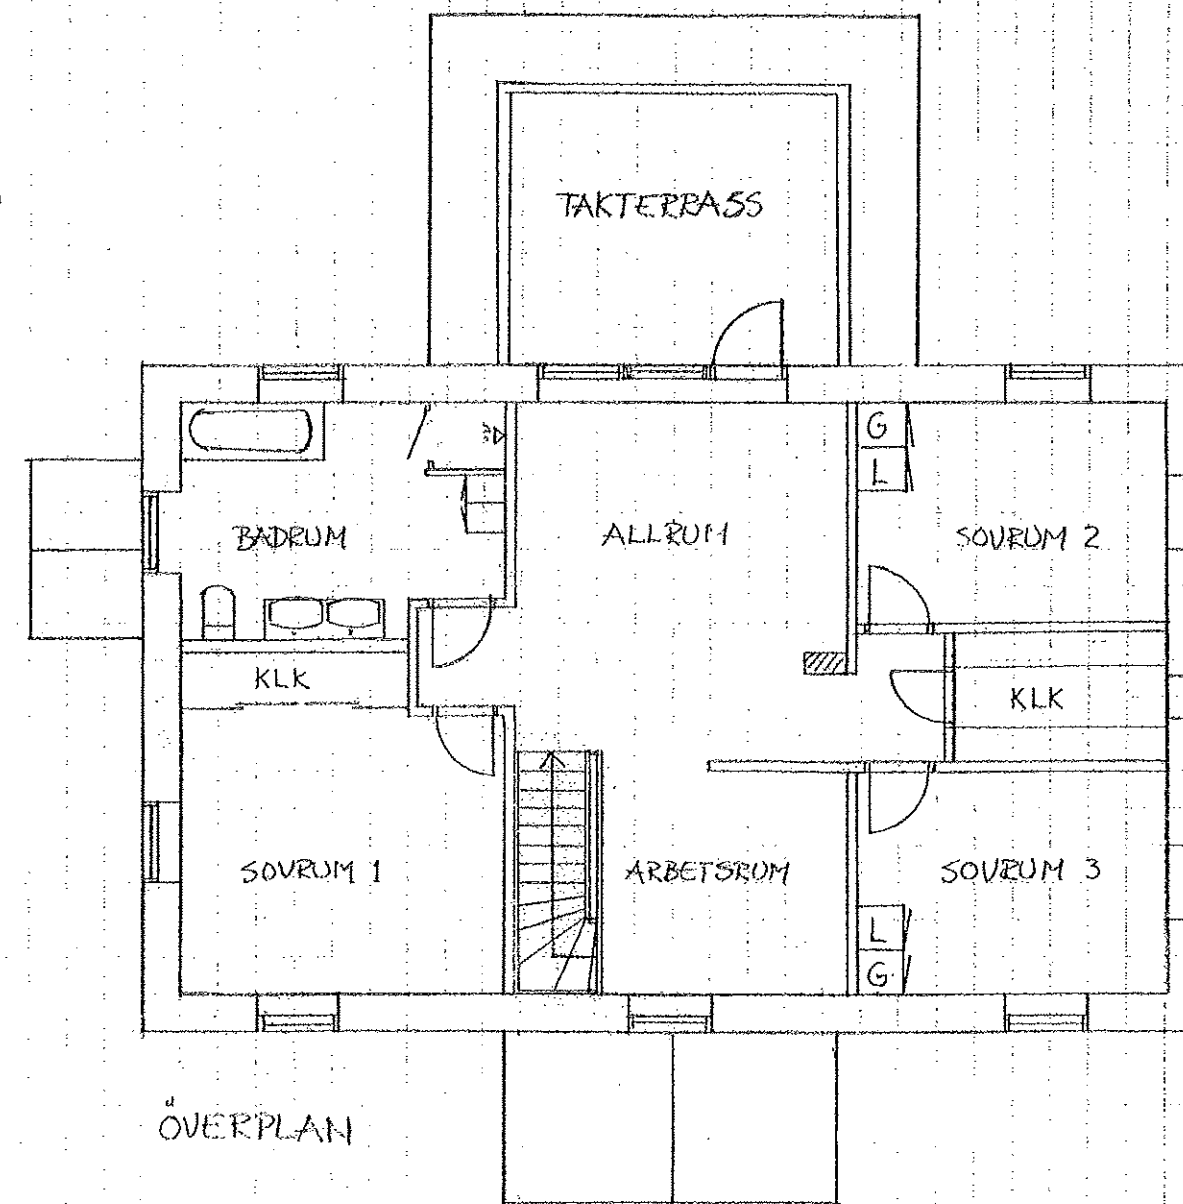 TAKTERRASS
G
L
BADRUM
ALLRUM
SOVRUM 2
KLK
KLK
SOVRUM 1
ARBETSRUM
SOVRUM 3
L
G
ÖVERPLAN